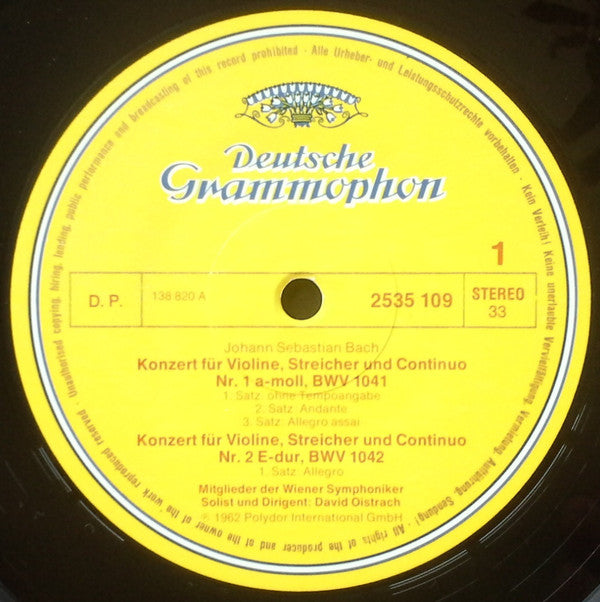 Deutsche
Grammophon
1
D. P.
138 820 A
2535 109
STEREO
33
Johann Sebastian Bach
Konzert für Violine, Streicher und Continuo
Nr. 1 a-moll, BWV 1041
1. Satz: ohne Tempoangabe
2. Satz: Andante
3. Satz: Allegro assai
Konzert für Violine, Streicher und Continuo
Nr. 2 E-dur, BWV 1042
1. Satz: Allegro
Mitglieder der Wiener Symphoniker
Solist und Dirigent: David Oistrach
℗ 1962 Polydor International GmbH
Alle Urheber- und Leistungsschutzrechte vorbehalten · Kein Verleih! Keine unerlaubte Vervielfältigung, Vermietung, Aufführung, Sendung! All rights of the producer and of the owner of the work reproduced reserved. Unauthorised copying, hiring, lending, public performance and broadcasting of this record prohibited ·